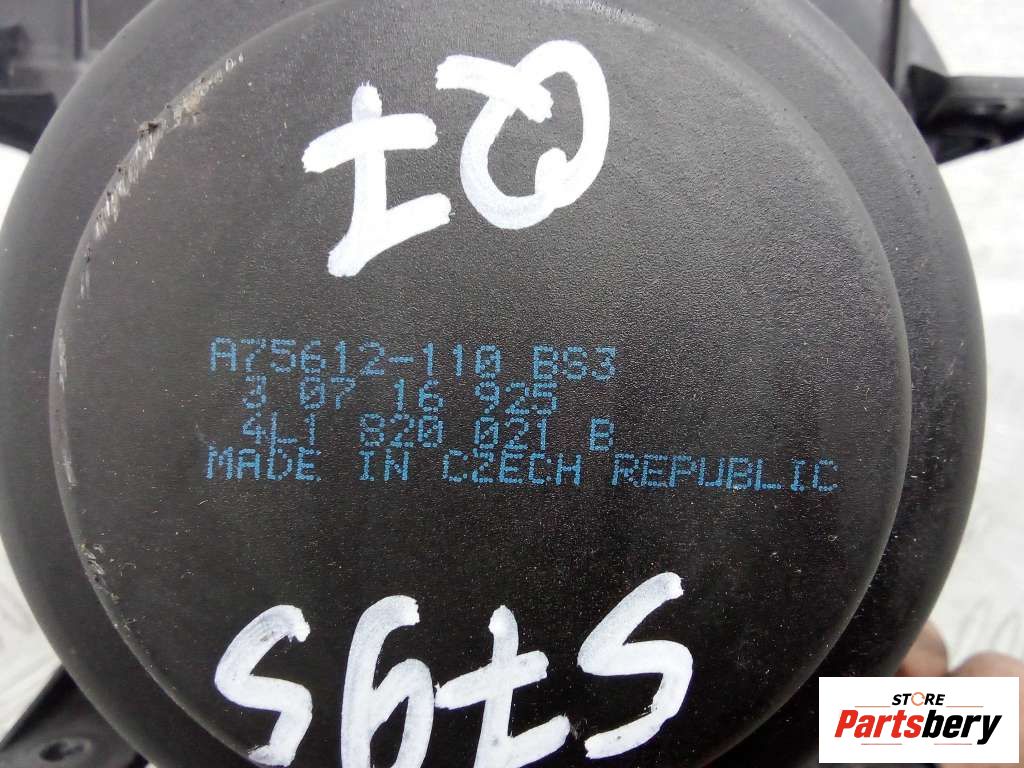 A75612-110 BS3
3 07 16 925
4L1 820 021 B
MADE IN CZECH REPUBLIC
STORE
Partsbery